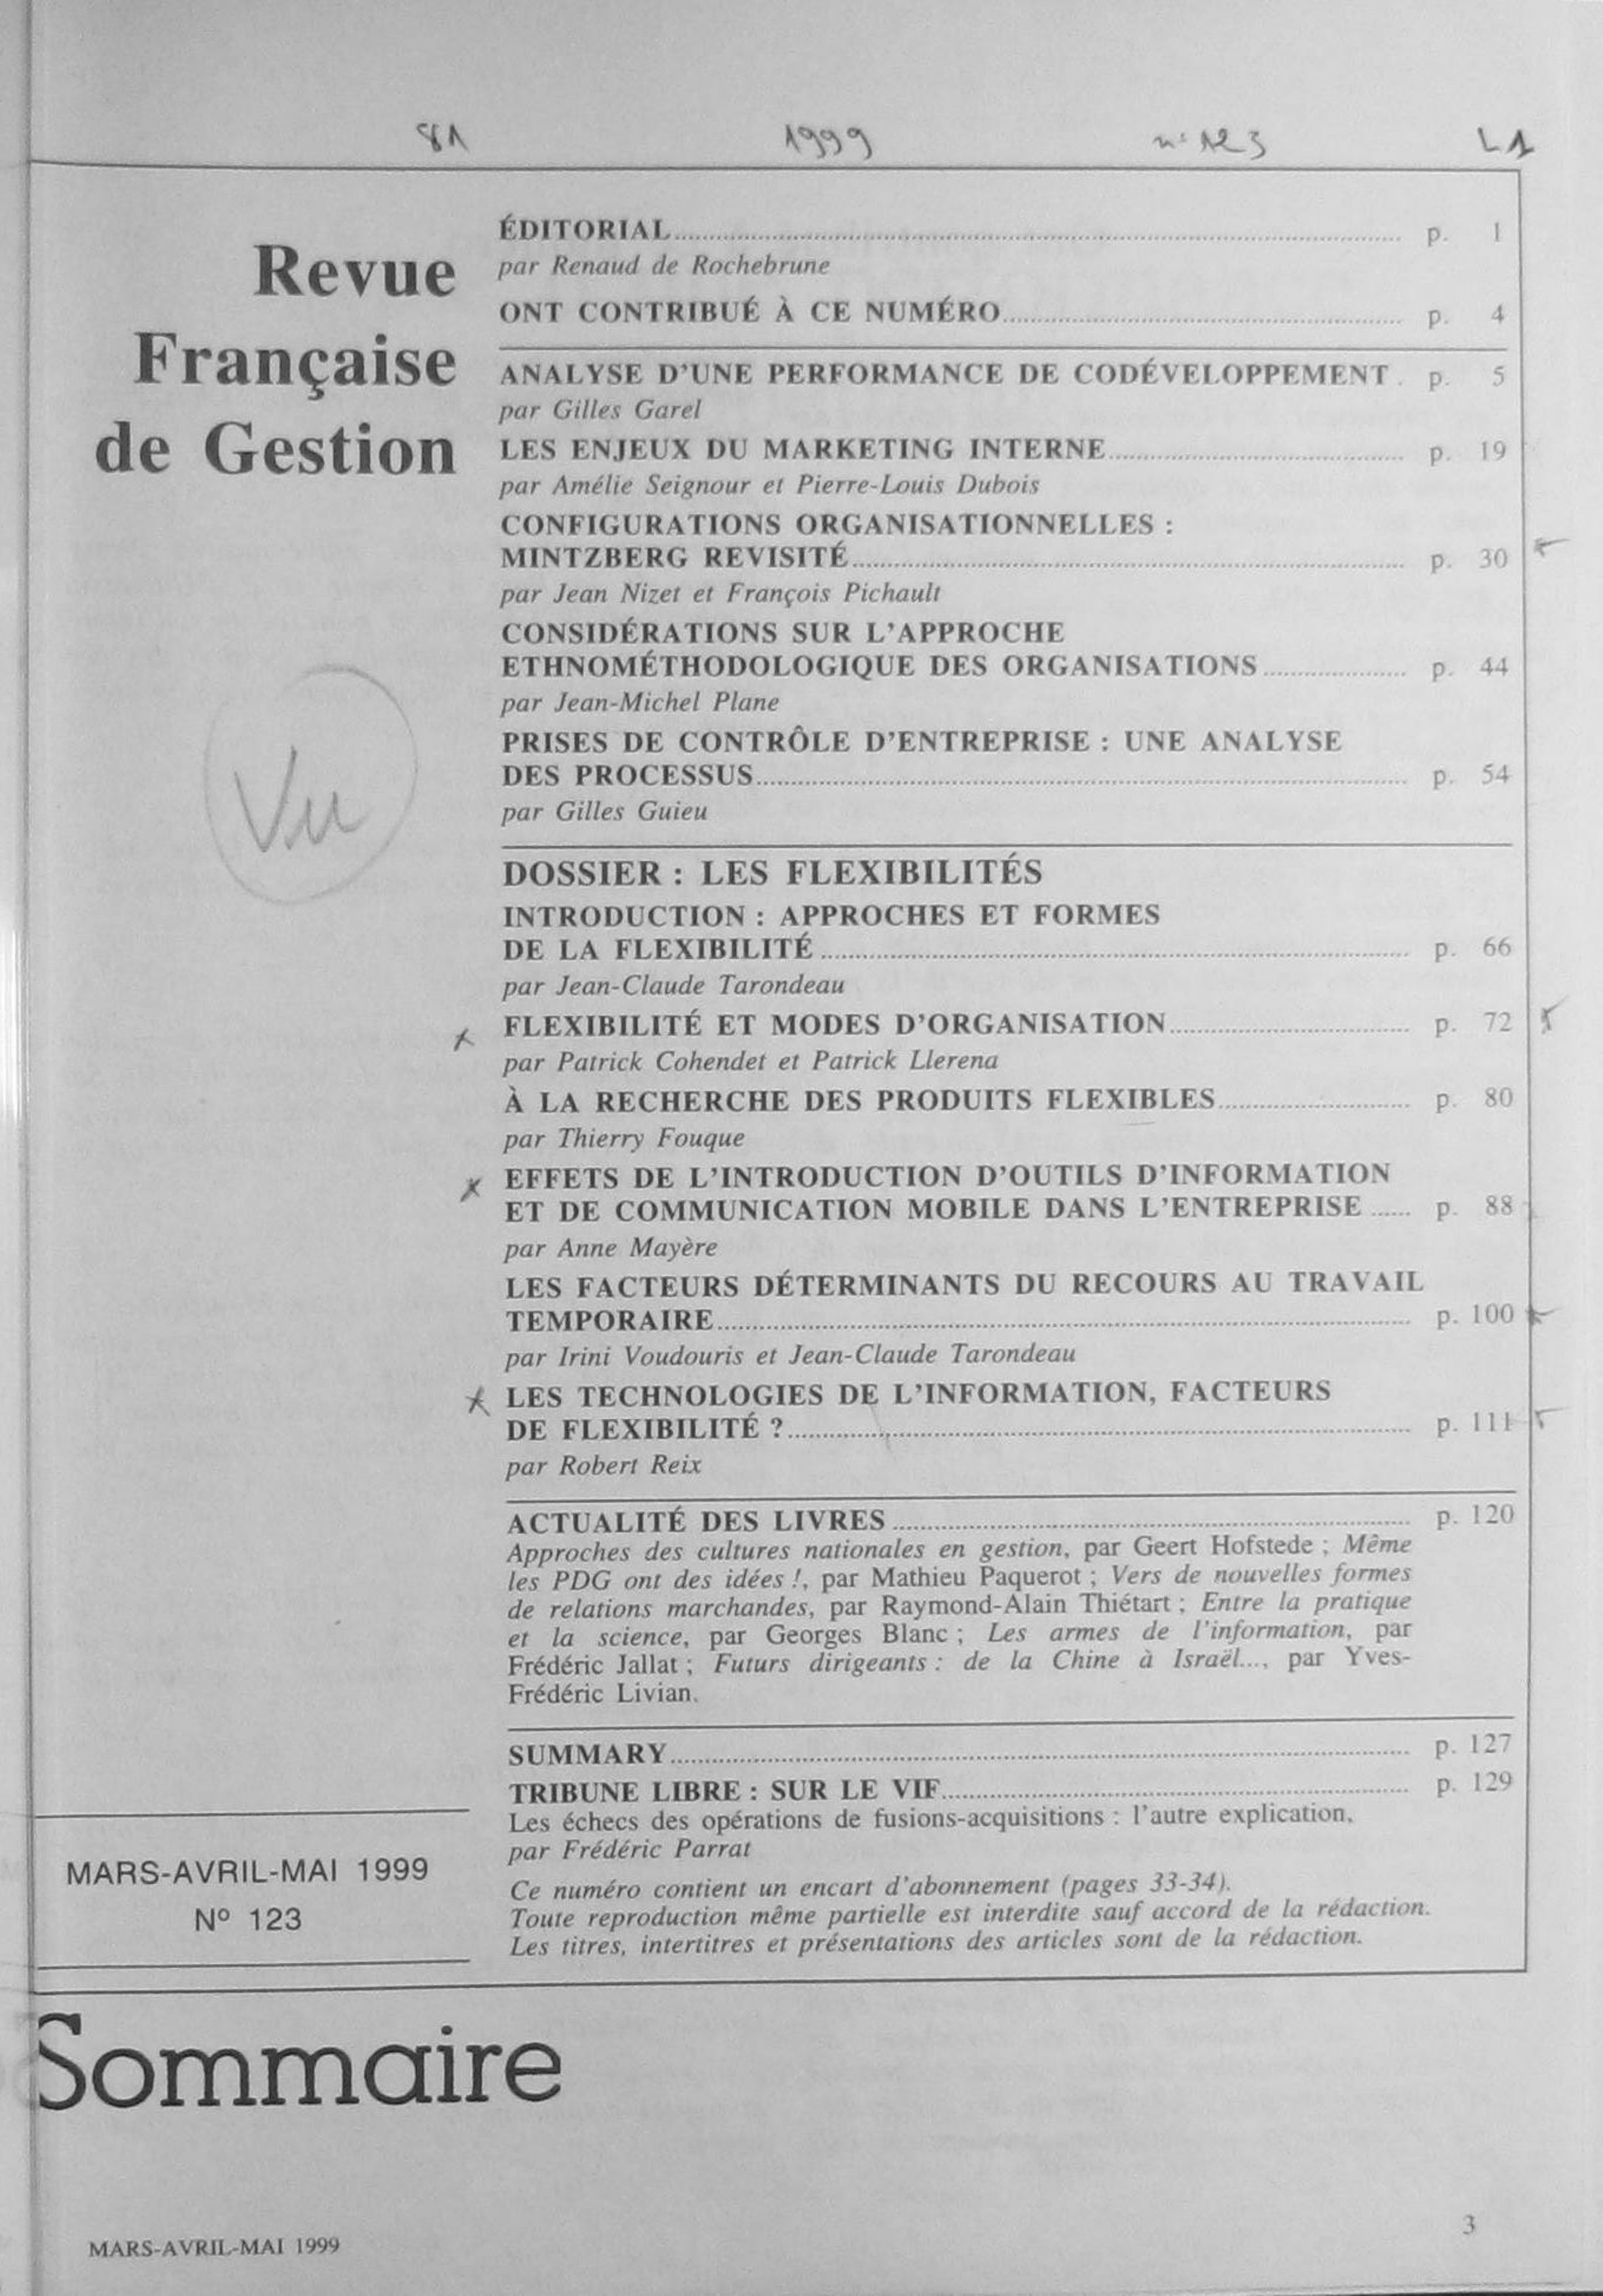 81 1999 n° 123 L1
Revue
Française
de Gestion
Vu
ÉDITORIAL p. 1
par Renaud de Rochebrune
ONT CONTRIBUÉ À CE NUMÉRO p. 4
ANALYSE D'UNE PERFORMANCE DE CODÉVELOPPEMENT. p. 5
par Gilles Garel
LES ENJEUX DU MARKETING INTERNE p. 19
par Amélie Seignour et Pierre-Louis Dubois
CONFIGURATIONS ORGANISATIONNELLES :
MINTZBERG REVISITÉ p. 30
par Jean Nizet et François Pichault
CONSIDÉRATIONS SUR L'APPROCHE
ETHNOMÉTHODOLOGIQUE DES ORGANISATIONS p. 44
par Jean-Michel Plane
PRISES DE CONTRÔLE D'ENTREPRISE : UNE ANALYSE
DES PROCESSUS p. 54
par Gilles Guieu
DOSSIER : LES FLEXIBILITÉS
INTRODUCTION : APPROCHES ET FORMES
DE LA FLEXIBILITÉ p. 66
par Jean-Claude Tarondeau
FLEXIBILITÉ ET MODES D'ORGANISATION p. 72
par Patrick Cohendet et Patrick Llerena
À LA RECHERCHE DES PRODUITS FLEXIBLES p. 80
par Thierry Fouque
EFFETS DE L'INTRODUCTION D'OUTILS D'INFORMATION
ET DE COMMUNICATION MOBILE DANS L'ENTREPRISE p. 88
par Anne Mayère
LES FACTEURS DÉTERMINANTS DU RECOURS AU TRAVAIL
TEMPORAIRE p. 100
par Irini Voudouris et Jean-Claude Tarondeau
LES TECHNOLOGIES DE L'INFORMATION, FACTEURS
DE FLEXIBILITÉ ? p. 111
par Robert Reix
ACTUALITÉ DES LIVRES p. 120
Approches des cultures nationales en gestion, par Geert Hofstede ; Même
les PDG ont des idées !, par Mathieu Paquerot ; Vers de nouvelles formes
de relations marchandes, par Raymond-Alain Thiétart ; Entre la pratique
et la science, par Georges Blanc ; Les armes de l'information, par
Frédéric Jallat ; Futurs dirigeants : de la Chine à Israël..., par Yves-
Frédéric Livian.
SUMMARY p. 127
TRIBUNE LIBRE : SUR LE VIF p. 129
Les échecs des opérations de fusions-acquisitions : l'autre explication,
par Frédéric Parrat
Ce numéro contient un encart d'abonnement (pages 33-34).
Toute reproduction même partielle est interdite sauf accord de la rédaction.
Les titres, intertitres et présentations des articles sont de la rédaction.
MARS-AVRIL-MAI 1999
N° 123
Sommaire
MARS-AVRIL-MAI 1999
3